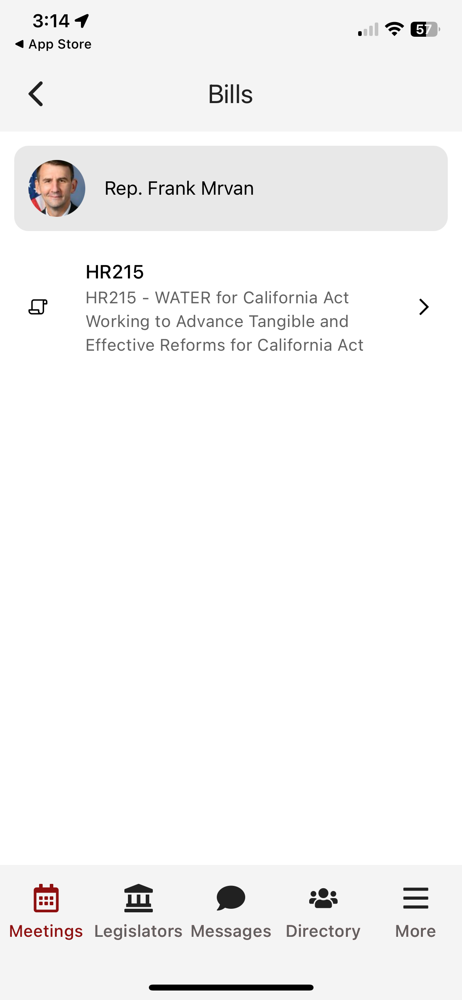 3:14
57
App Store
Bills
Rep. Frank Mrvan
HR215
HR215 - WATER for California Act
Working to Advance Tangible and
Effective Reforms for California Act
Meetings
Legislators
Messages
Directory
More